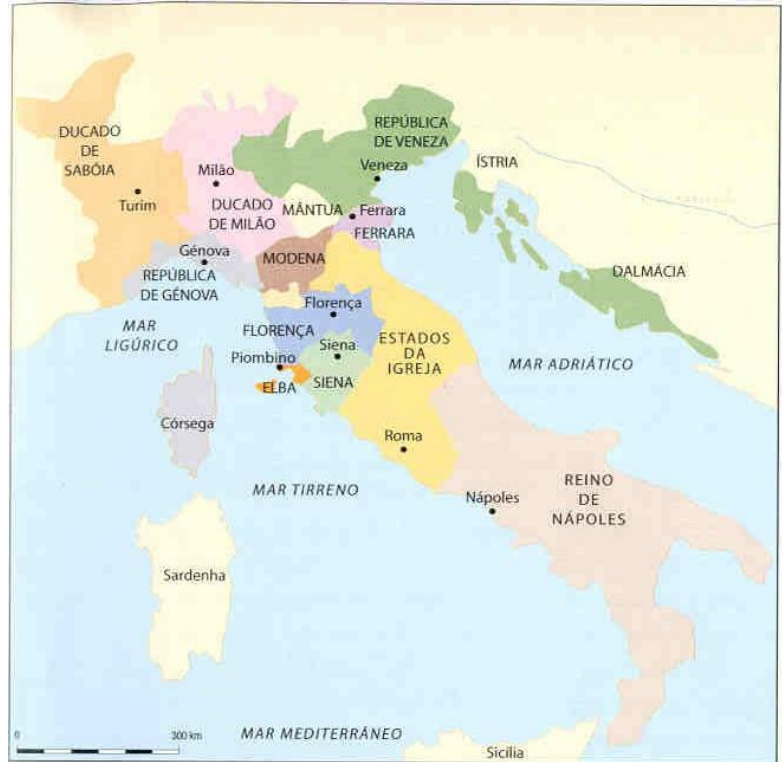 DUCADO
DE
SABÓIA
Turim
Milão
DUCADO
DE MILÃO
REPÚBLICA
DE VENEZA
Veneza
ÍSTRIA
MÂNTUA
Ferrara
FERRARA
Génova
REPÚBLICA
DE GÉNOVA
MODENA
DALMÁCIA
MAR
LIGÚRICO
Florença
FLORENÇA
Siena
SIENA
Piombino
ELBA
ESTADOS
DA
IGREJA
MAR ADRIÁTICO
Córsega
Roma
MAR TIRRENO
Nápoles
REINO
DE
NÁPOLES
Sardenha
0
300 km
MAR MEDITERRÂNEO
Sicília